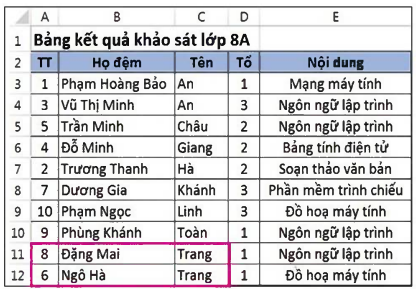 A B C D E
1 Bảng kết quả khảo sát lớp 8A
2 TT Họ đệm Tên Tổ Nội dung
3 1 Phạm Hoàng Bảo An 1 Mạng máy tính
4 3 Vũ Thị Minh An 3 Ngôn ngữ lập trình
5 5 Trần Minh Châu 2 Ngôn ngữ lập trình
6 4 Đỗ Minh Giang 2 Bảng tính điện tử
7 2 Trương Thanh Hà 2 Soạn thảo văn bản
8 7 Dương Gia Khánh 3 Phần mềm trình chiếu
9 10 Phạm Ngọc Linh 3 Đồ hoạ máy tính
10 9 Phùng Khánh Toàn 1 Ngôn ngữ lập trình
11 8 Đặng Mai Trang 1 Ngôn ngữ lập trình
12 6 Ngô Hà Trang 1 Đồ hoạ máy tính